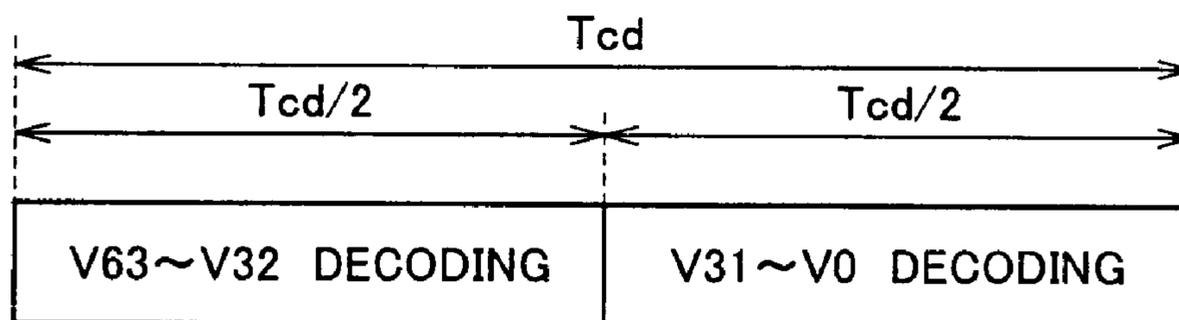 Tcd
Tcd/2 Tcd/2
V63～V32 DECODING V31～V0 DECODING